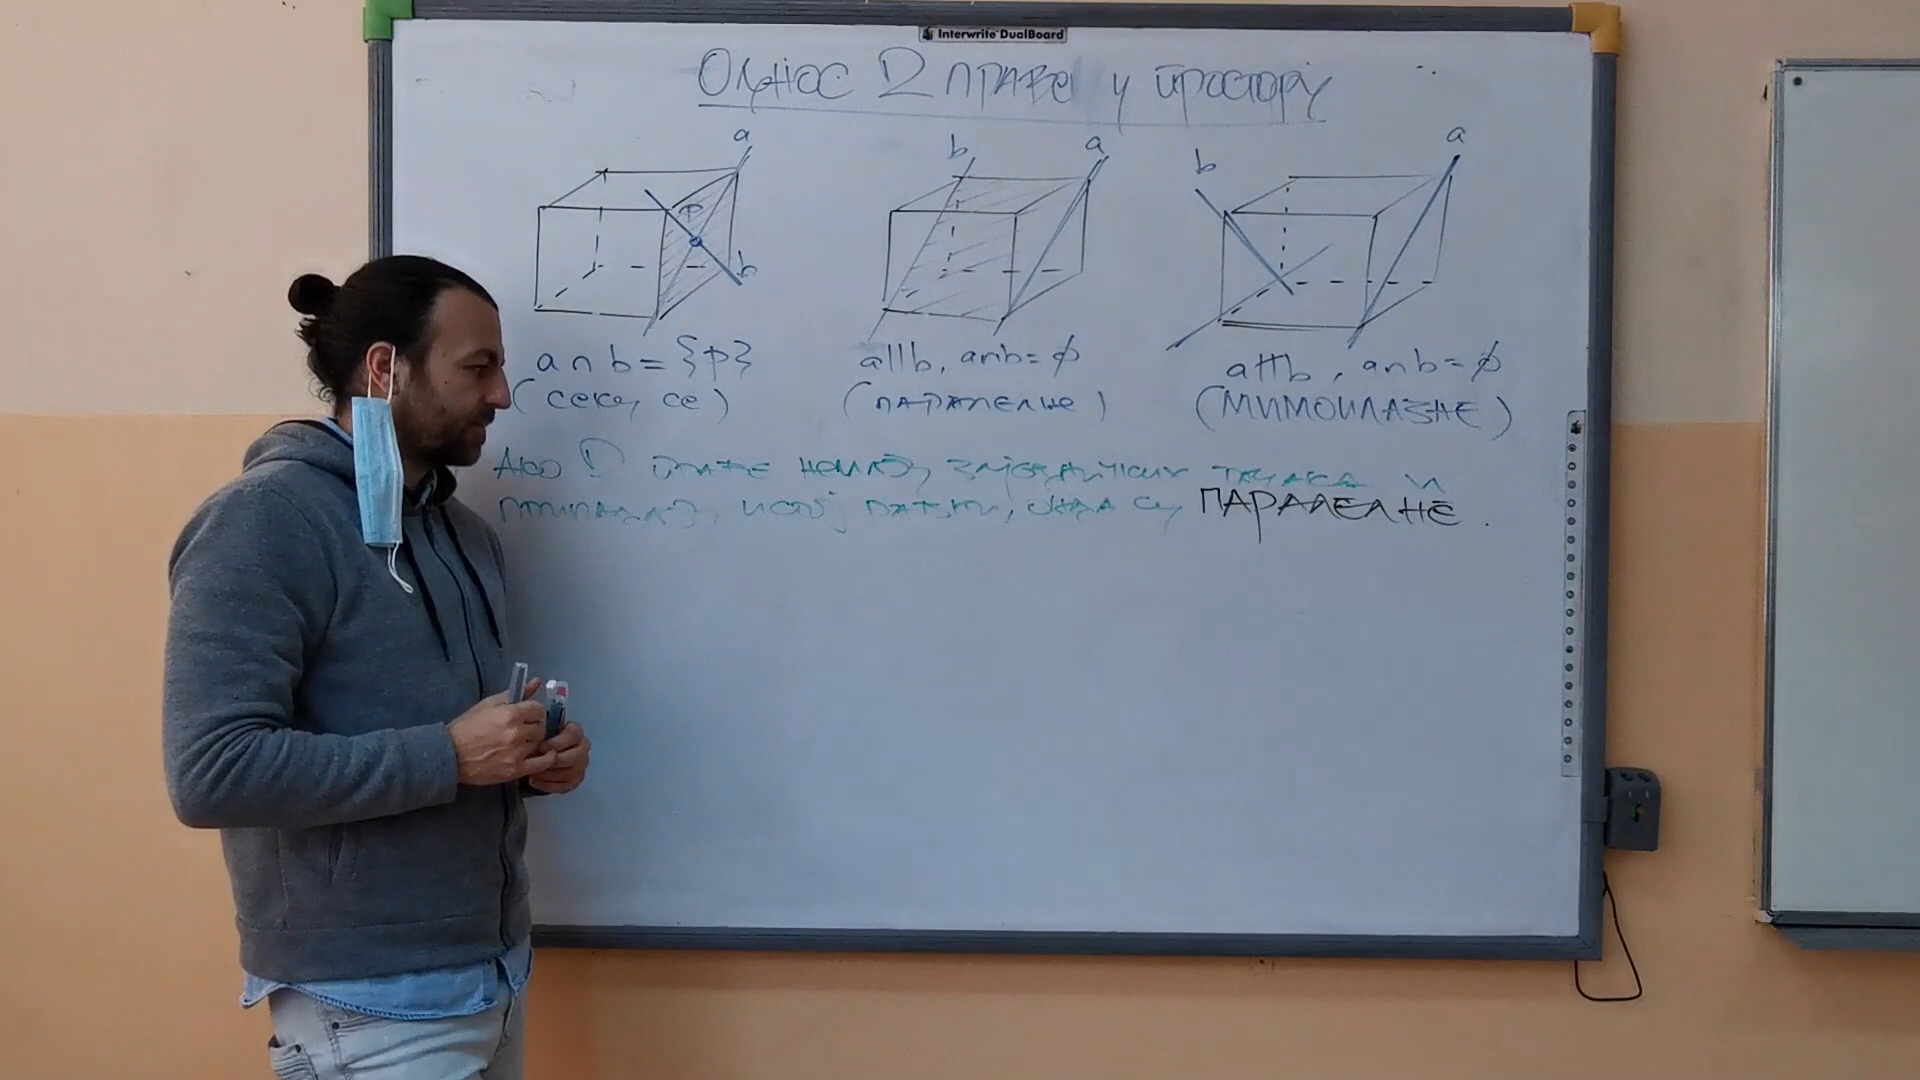 Interwrite DualBoard
Однос 2 праве у простору
a
b
a
b
a
P
b
a ∩ b = {P}
a∥b, a∩b = ∅
a∦b, a∩b = ∅
(секу се)
(паралелне)
(МИМОИЛАЗНЕ)
Ако 2 праве немају заједничких тачака и
припадају истој равни, онда су ПАРАЛЕЛНЕ.